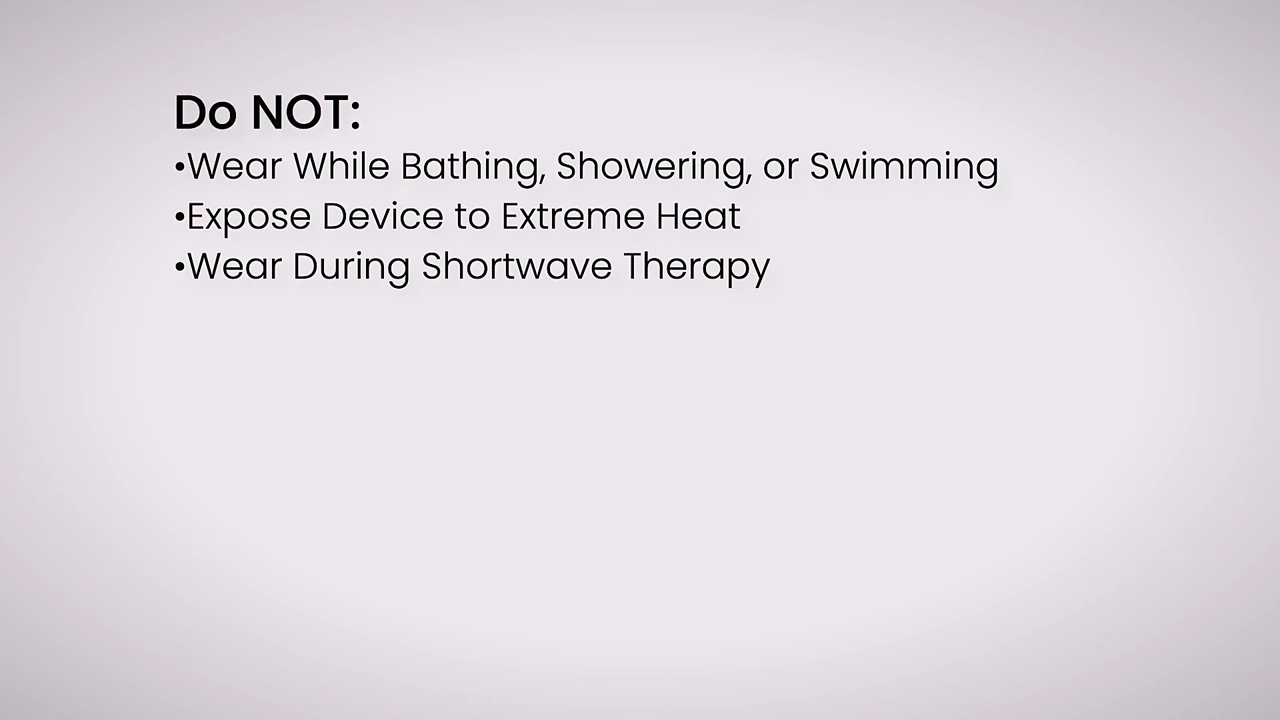 Do NOT:
•Wear While Bathing, Showering, or Swimming
•Expose Device to Extreme Heat
•Wear During Shortwave Therapy